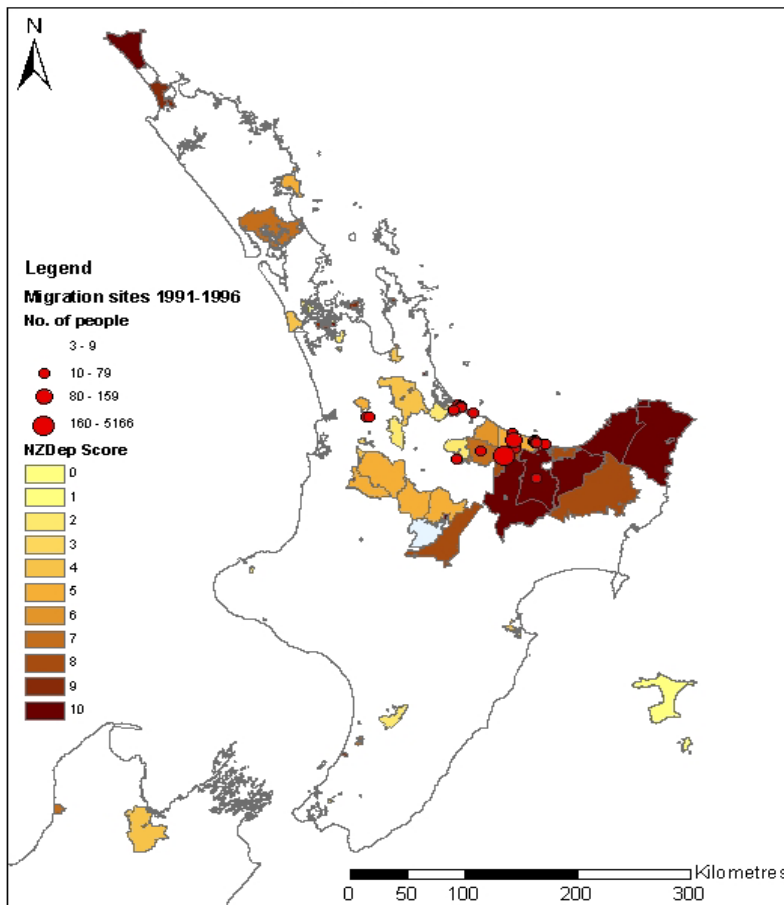 N
Legend
Migration sites 1991-1996
No. of people
3 - 9
10 - 79
80 - 159
160 - 5166
NZDep Score
0
1
2
3
4
5
6
7
8
9
10
Kilometres
0 50 100 200 300